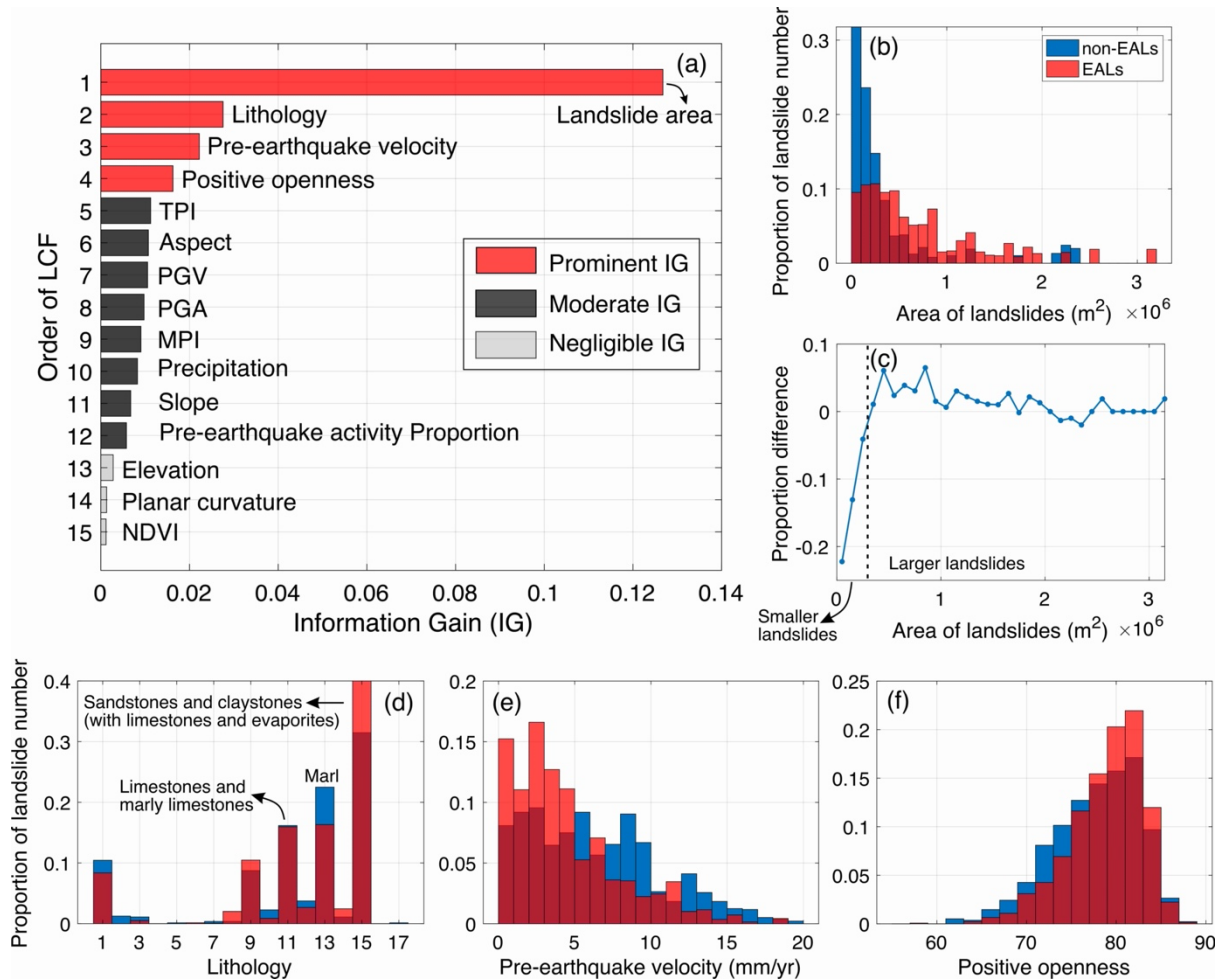 (a)
Order of LCF
1
2
3
4
5
6
7
8
9
10
11
12
13
14
15
Landslide area
Lithology
Pre-earthquake velocity
Positive openness
TPI
Aspect
PGV
PGA
MPI
Precipitation
Slope
Pre-earthquake activity Proportion
Elevation
Planar curvature
NDVI
Prominent IG
Moderate IG
Negligible IG
0 0.02 0.04 0.06 0.08 0.1 0.12 0.14
Information Gain (IG)
(b)
non-EALs
EALs
Proportion of landslide number
0.3
0.2
0.1
0
0 1 2 3
Area of landslides (m²) ×10⁶
(c)
Proportion difference
0.1
0
-0.1
-0.2
Larger landslides
0 1 2 3
Smaller
landslides
Area of landslides (m²) ×10⁶
(d)
Proportion of landslide number
0.4
0.3
0.2
0.1
0
Sandstones and claystones
(with limestones and evaporites)
Limestones and
marly limestones
Marl
1 3 5 7 9 11 13 15 17
Lithology
(e)
0.2
0.15
0.1
0.05
0
0 5 10 15 20
Pre-earthquake velocity (mm/yr)
(f)
0.25
0.2
0.15
0.1
0.05
0
60 70 80 90
Positive openness